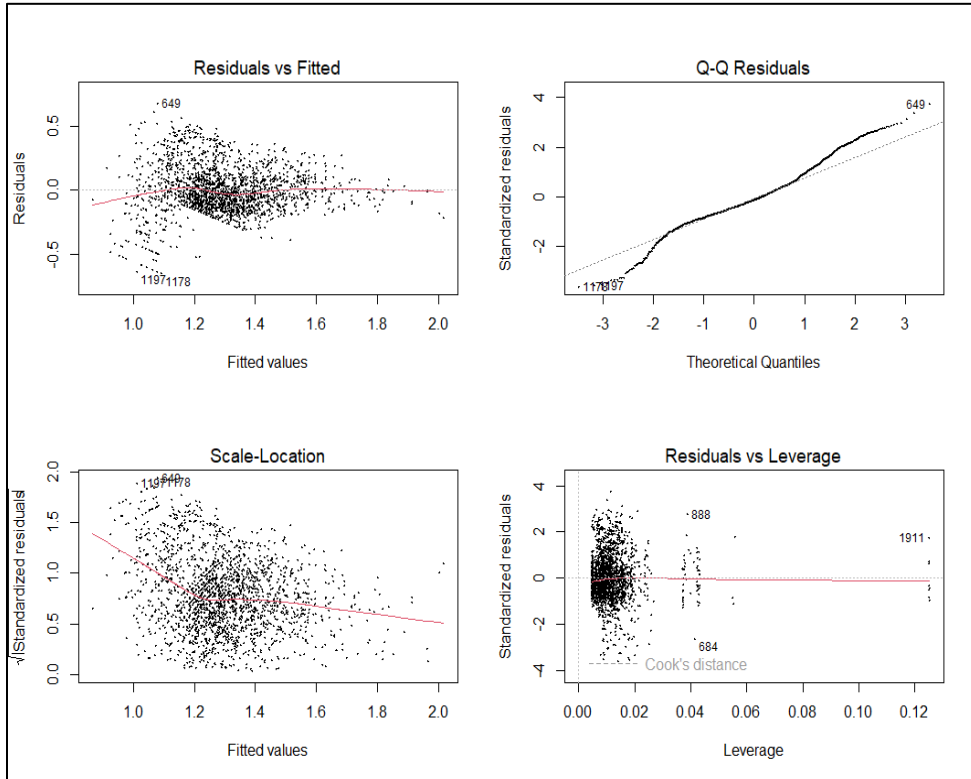 Residuals vs Fitted
Residuals
0.5
0.0
-0.5
649
1197
1178
1.0 1.2 1.4 1.6 1.8 2.0
Fitted values
Q-Q Residuals
Standardized residuals
4
2
0
-2
649
1178
1197
-3 -2 -1 0 1 2 3
Theoretical Quantiles
Scale-Location
√|Standardized residuals|
2.0
1.5
1.0
0.5
0.0
649
1197
1178
1.0 1.2 1.4 1.6 1.8 2.0
Fitted values
Residuals vs Leverage
Standardized residuals
4
2
0
-2
-4
888
1911
684
Cook's distance
0.00 0.02 0.04 0.06 0.08 0.10 0.12
Leverage